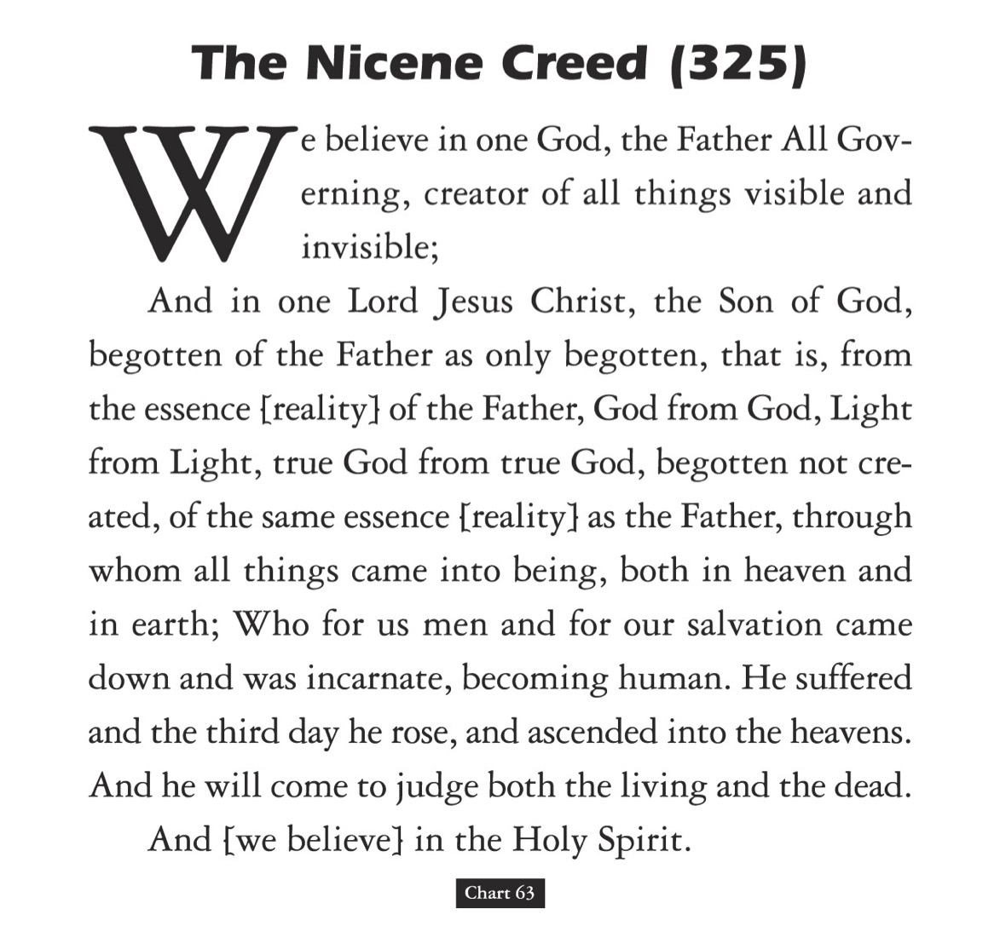 The Nicene Creed (325)
We believe in one God, the Father All Gov-
erning, creator of all things visible and
invisible;
And in one Lord Jesus Christ, the Son of God,
begotten of the Father as only begotten, that is, from
the essence [reality] of the Father, God from God, Light
from Light, true God from true God, begotten not cre-
ated, of the same essence [reality] as the Father, through
whom all things came into being, both in heaven and
in earth; Who for us men and for our salvation came
down and was incarnate, becoming human. He suffered
and the third day he rose, and ascended into the heavens.
And he will come to judge both the living and the dead.
And [we believe] in the Holy Spirit.
Chart 63